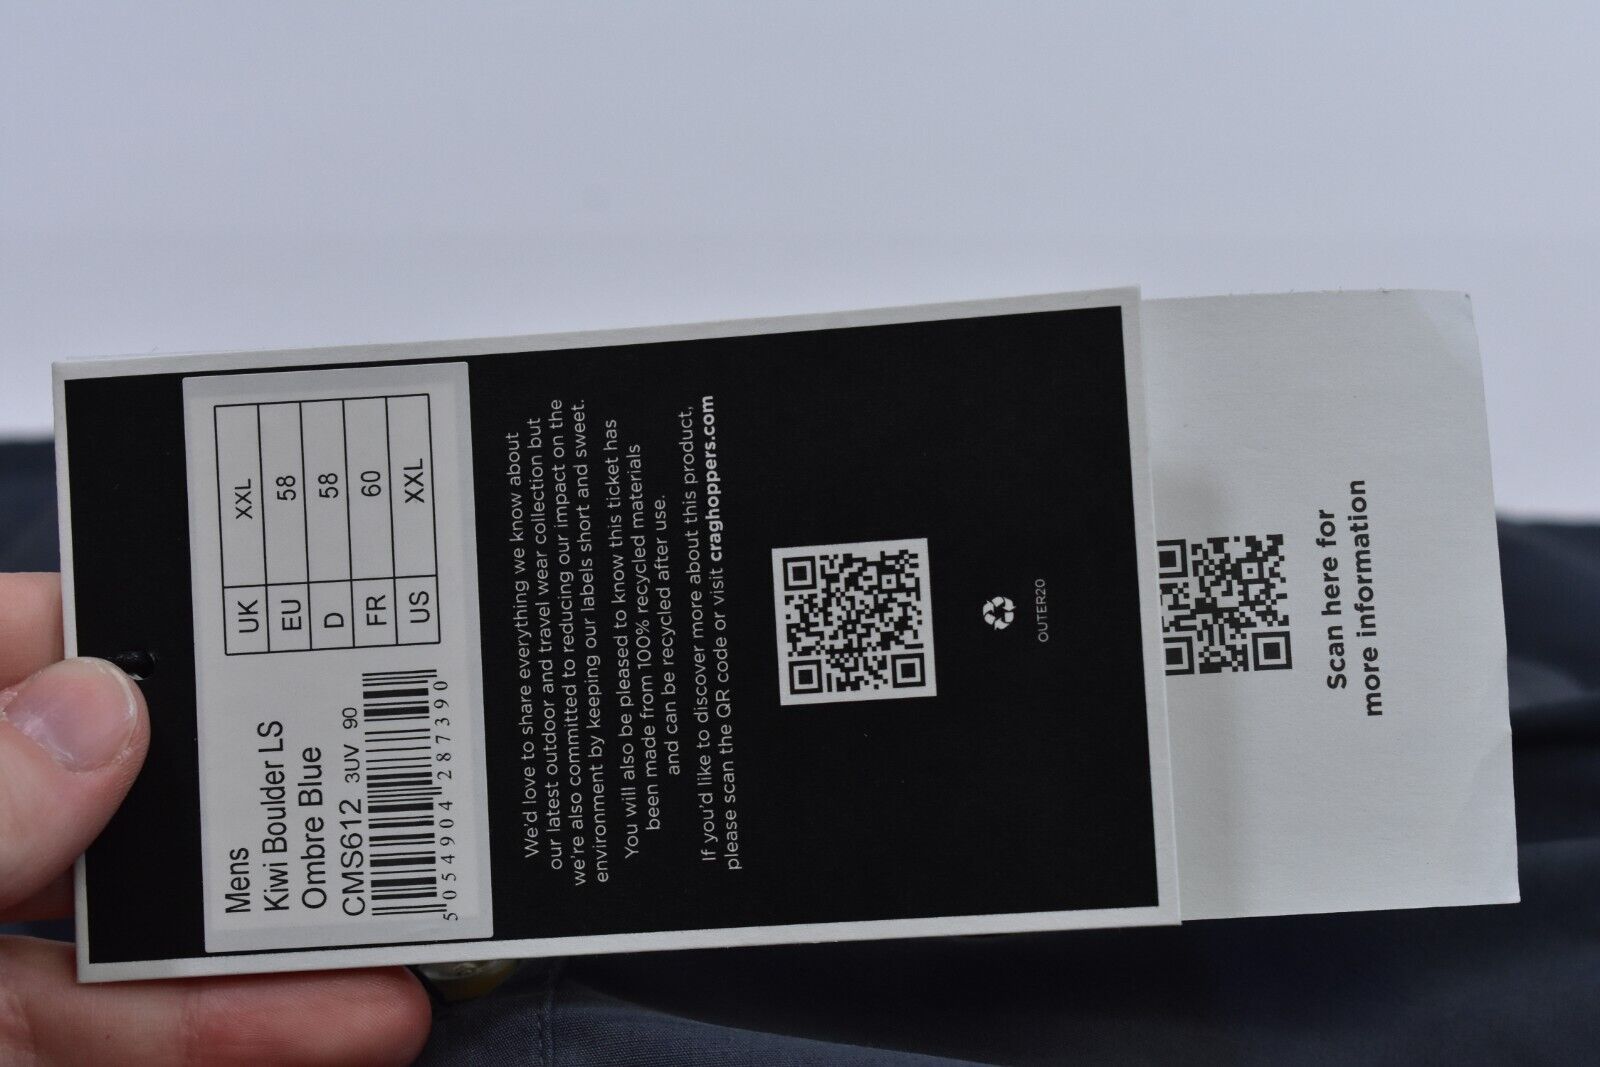 Mens
Kiwi Boulder LS
Ombre Blue
CMS612 3UV 90
5054904287390
UK XXL
EU 58
D 58
FR 60
US XXL
We'd love to share everything we know about
our latest outdoor and travel wear collection but
we're also committed to reducing our impact on the
environment by keeping our labels short and sweet.
You will also be pleased to know this ticket has
been made from 100% recycled materials
and can be recycled after use.
If you'd like to discover more about this product,
please scan the QR code or visit craghoppers.com
OUTER20
Scan here for
more information